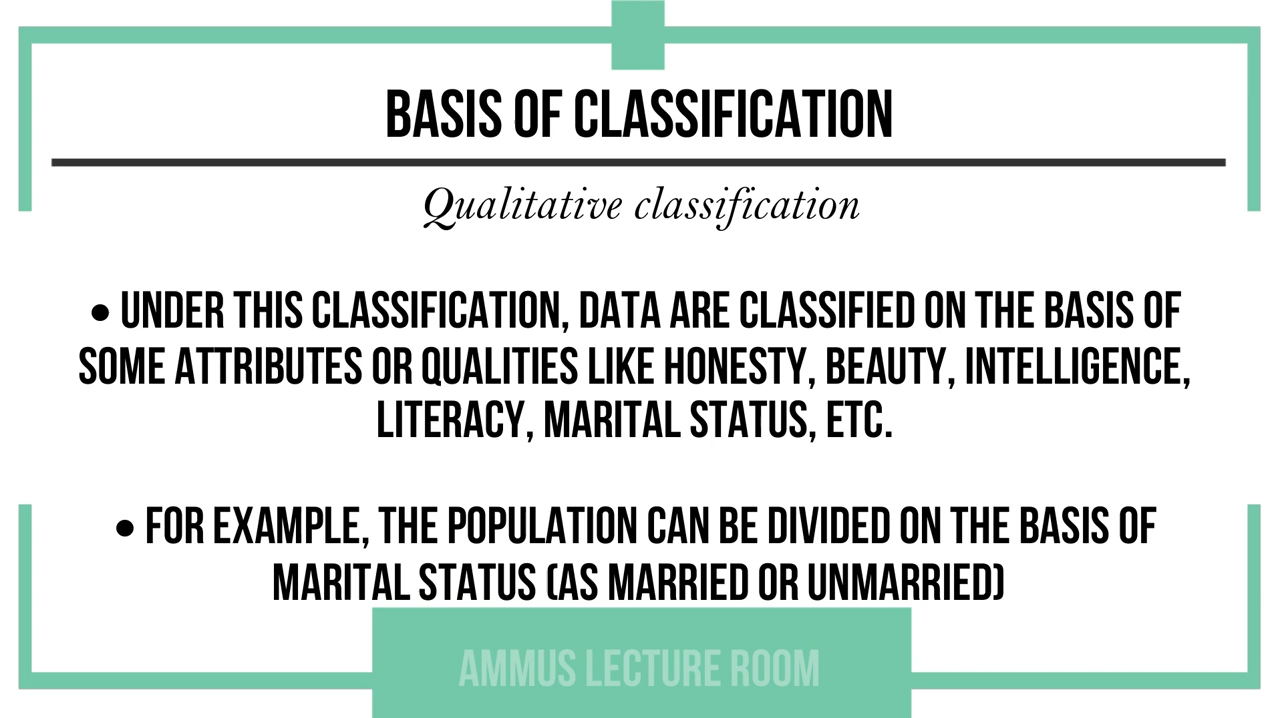 BASIS OF CLASSIFICATION
Qualitative classification
• UNDER THIS CLASSIFICATION, DATA ARE CLASSIFIED ON THE BASIS OF
SOME ATTRIBUTES OR QUALITIES LIKE HONESTY, BEAUTY, INTELLIGENCE,
LITERACY, MARITAL STATUS, ETC.
• FOR EXAMPLE, THE POPULATION CAN BE DIVIDED ON THE BASIS OF
MARITAL STATUS (AS MARRIED OR UNMARRIED)
AMMUS LECTURE ROOM